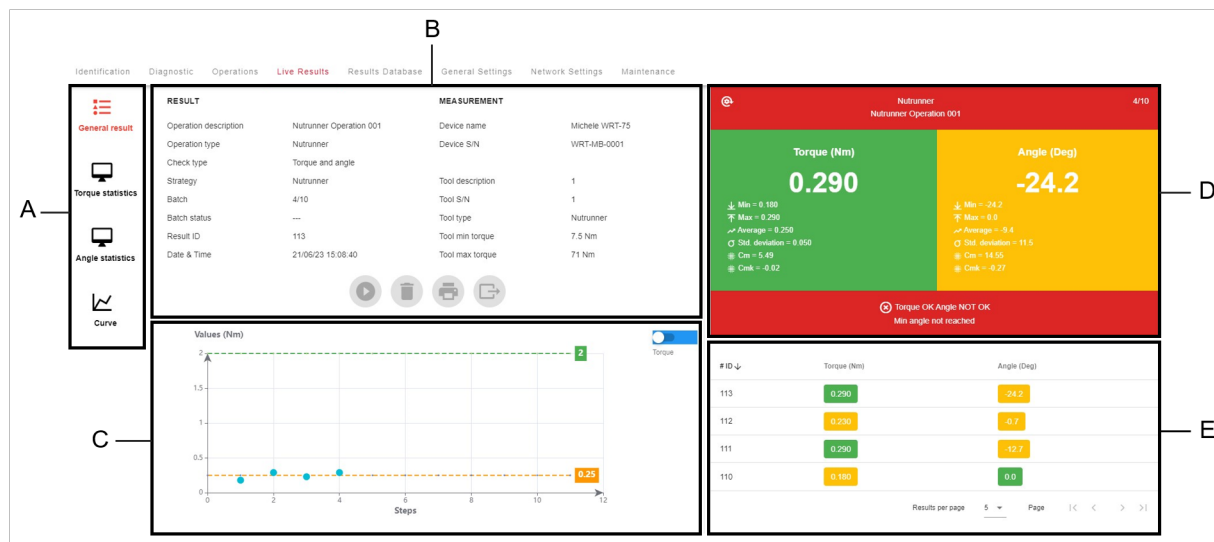 B
Identification Diagnostic Operations Live Results Results Database General Settings Network Settings Maintenance
A
General result
Torque statistics
Angle statistics
Curve
RESULT MEASUREMENT
Operation description Nutrunner Operation 001 Device name Michele WRT-75
Operation type Nutrunner Device S/N WRT-MB-0001
Check type Torque and angle
Strategy Nutrunner Tool description 1
Batch 4/10 Tool S/N 1
Batch status --- Tool type Nutrunner
Result ID 113 Tool min torque 7.5 Nm
Date & Time 21/06/23 15:08:40 Tool max torque 71 Nm
C
Values (Nm)
Torque
2 2
1.5
1
0.5
0.25
0
0 2 4 6 8 10 12
Steps
D
Nutrunner 4/10
Nutrunner Operation 001
Torque (Nm) Angle (Deg)
0.290 -24.2
Min = 0.180 Min = -24.2
Max = 0.290 Max = 0.0
Average = 0.250 Average = -9.4
Std. deviation = 0.050 Std. deviation = 11.5
Cm = 5.49 Cm = 14.55
Cmk = -0.02 Cmk = -0.27
Torque OK Angle NOT OK
Min angle not reached
E
# ID Torque (Nm) Angle (Deg)
113 0.290 -24.2
112 0.230 -0.7
111 0.290 -12.7
110 0.180 0.0
Results per page 5 Page